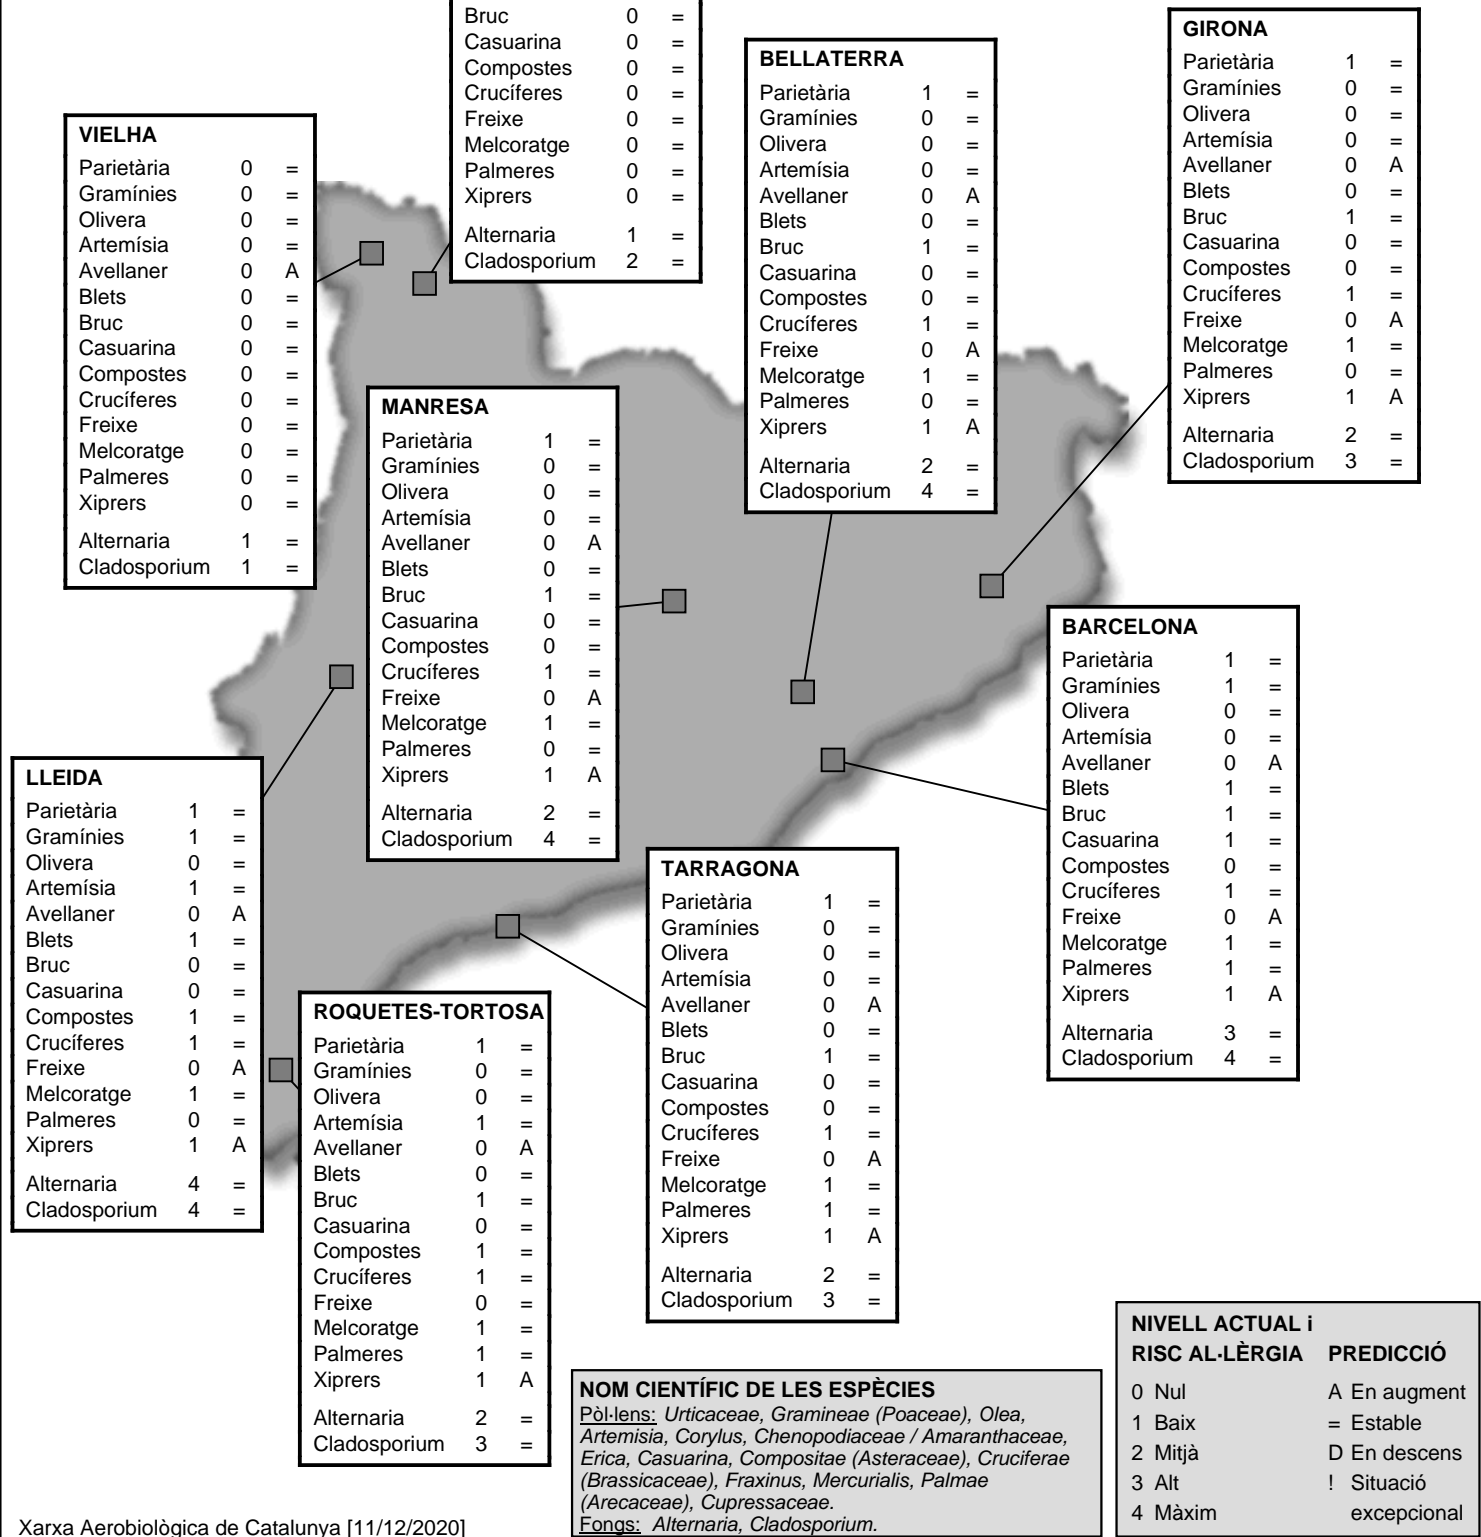 Bruc 0 =
Casuarina 0 =
Compostes 0 =
Crucíferes 0 =
Freixe 0 =
Melcoratge 0 =
Palmeres 0 =
Xiprers 0 =
Alternaria 1 =
Cladosporium 2 =
GIRONA
Parietària 1 =
Gramínies 0 =
Olivera 0 =
Artemísia 0 =
Avellaner 0 A
Blets 0 =
Bruc 1 =
Casuarina 0 =
Compostes 0 =
Crucíferes 1 =
Freixe 0 A
Melcoratge 1 =
Palmeres 0 =
Xiprers 1 A
Alternaria 2 =
Cladosporium 3 =
BELLATERRA
Parietària 1 =
Gramínies 0 =
Olivera 0 =
Artemísia 0 =
Avellaner 0 A
Blets 0 =
Bruc 1 =
Casuarina 0 =
Compostes 0 =
Crucíferes 1 =
Freixe 0 A
Melcoratge 1 =
Palmeres 0 =
Xiprers 1 A
Alternaria 2 =
Cladosporium 4 =
VIELHA
Parietària 0 =
Gramínies 0 =
Olivera 0 =
Artemísia 0 =
Avellaner 0 A
Blets 0 =
Bruc 0 =
Casuarina 0 =
Compostes 0 =
Crucíferes 0 =
Freixe 0 =
Melcoratge 0 =
Palmeres 0 =
Xiprers 0 =
Alternaria 1 =
Cladosporium 1 =
MANRESA
Parietària 1 =
Gramínies 0 =
Olivera 0 =
Artemísia 0 =
Avellaner 0 A
Blets 0 =
Bruc 1 =
Casuarina 0 =
Compostes 0 =
Crucíferes 1 =
Freixe 0 A
Melcoratge 1 =
Palmeres 0 =
Xiprers 1 A
Alternaria 2 =
Cladosporium 4 =
BARCELONA
Parietària 1 =
Gramínies 1 =
Olivera 0 =
Artemísia 0 =
Avellaner 0 A
Blets 1 =
Bruc 1 =
Casuarina 1 =
Compostes 0 =
Crucíferes 1 =
Freixe 0 A
Melcoratge 1 =
Palmeres 1 =
Xiprers 1 A
Alternaria 3 =
Cladosporium 4 =
LLEIDA
Parietària 1 =
Gramínies 1 =
Olivera 0 =
Artemísia 1 =
Avellaner 0 A
Blets 1 =
Bruc 0 =
Casuarina 0 =
Compostes 1 =
Crucíferes 1 =
Freixe 0 A
Melcoratge 1 =
Palmeres 0 =
Xiprers 1 A
Alternaria 4 =
Cladosporium 4 =
TARRAGONA
Parietària 1 =
Gramínies 0 =
Olivera 0 =
Artemísia 0 =
Avellaner 0 A
Blets 0 =
Bruc 1 =
Casuarina 0 =
Compostes 0 =
Crucíferes 1 =
Freixe 0 A
Melcoratge 1 =
Palmeres 1 =
Xiprers 1 A
Alternaria 2 =
Cladosporium 3 =
ROQUETES-TORTOSA
Parietària 1 =
Gramínies 0 =
Olivera 0 =
Artemísia 1 =
Avellaner 0 A
Blets 0 =
Bruc 1 =
Casuarina 0 =
Compostes 1 =
Crucíferes 1 =
Freixe 0 =
Melcoratge 1 =
Palmeres 1 =
Xiprers 1 A
Alternaria 2 =
Cladosporium 3 =
NOM CIENTÍFIC DE LES ESPÈCIES
Pòl·lens: Urticaceae, Gramineae (Poaceae), Olea,
Artemisia, Corylus, Chenopodiaceae / Amaranthaceae,
Erica, Casuarina, Compositae (Asteraceae), Cruciferae
(Brassicaceae), Fraxinus, Mercurialis, Palmae
(Arecaceae), Cupressaceae.
Fongs: Alternaria, Cladosporium.
NIVELL ACTUAL i
RISC AL·LÈRGIA PREDICCIÓ
0 Nul A En augment
1 Baix = Estable
2 Mitjà D En descens
3 Alt ! Situació
4 Màxim excepcional
Xarxa Aerobiològica de Catalunya [11/12/2020]